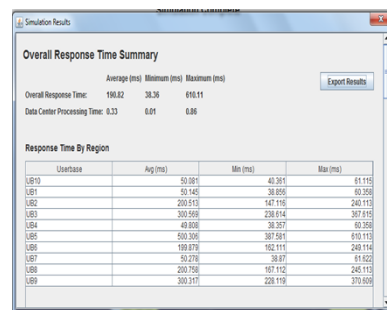 Simulation Complete
Simulation Results
Overall Response Time Summary
Average (ms) Minimum (ms) Maximum (ms)
Export Results
Overall Response Time: 198.82 38.36 610.11
Data Center Processing Time: 0.33 0.01 0.86
Response Time By Region
Userbase Avg (ms) Min (ms) Max (ms)
UB10 50.081 40.361 61.115
UB1 50.145 38.856 60.358
UB2 200.513 147.116 240.113
UB3 300.569 238.614 367.615
UB4 49.808 38.357 60.358
UB5 500.306 387.581 610.113
UB6 199.879 162.111 249.114
UB7 50.278 38.87 61.622
UB8 200.758 167.112 245.113
UB9 300.317 228.119 370.609